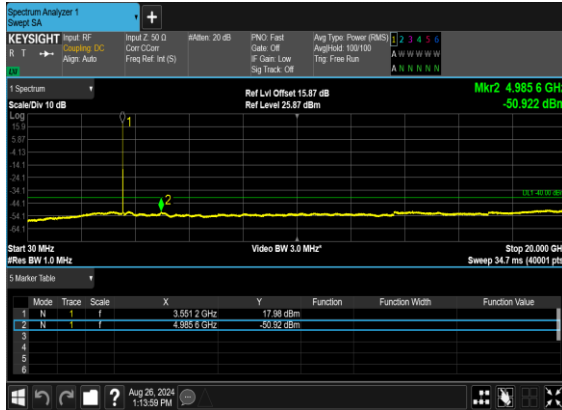 Spectrum Analyzer 1
Swept SA
+
KEYSIGHT Input: RF Input Z: 50 Ω #Atten: 20 dB PNO: Fast Avg Type: Power (RMS) 1 2 3 4 5 6
R T Coupling: DC Corr CCorr Gate: Off Avg|Hold: 100/100 A W W W W W
Align: Auto Freq Ref: Int (S) IF Gain: Low Trig: Free Run
Sig Track: Off A N N N N N
1 Spectrum Ref Lvl Offset 15.87 dB Mkr2 4.985 6 GHz
Scale/Div 10 dB Ref Level 25.87 dBm -50.922 dBm
Log
15.9
5.87
-4.13
-14.1
-24.1
-34.1
-44.1
-54.1
-64.1
1
2
DL1 -40.00 dBm
Start 30 MHz Video BW 3.0 MHz* Stop 20.000 GHz
#Res BW 1.0 MHz Sweep 34.7 ms (40001 pts)
5 Marker Table
Mode Trace Scale X Y Function Function Width Function Value
1 N 1 f 3.551 2 GHz 17.98 dBm
2 N 1 f 4.985 6 GHz -50.92 dBm
3
4
5
6
? Aug 26, 2024
1:13:59 PM